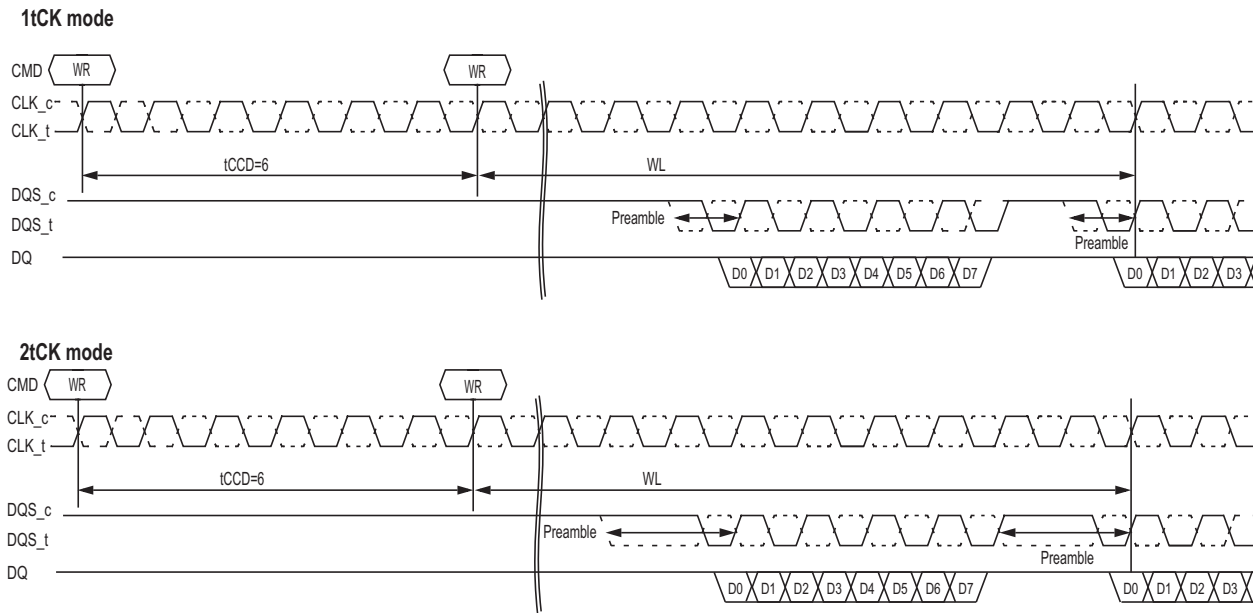 1tCK mode
CMD WR WR
CLK_c
CLK_t
tCCD=6 WL
DQS_c
DQS_t Preamble Preamble
DQ D0 D1 D2 D3 D4 D5 D6 D7 D0 D1 D2 D3
2tCK mode
CMD WR WR
CLK_c
CLK_t
tCCD=6 WL
DQS_c
DQS_t Preamble Preamble
DQ D0 D1 D2 D3 D4 D5 D6 D7 D0 D1 D2 D3